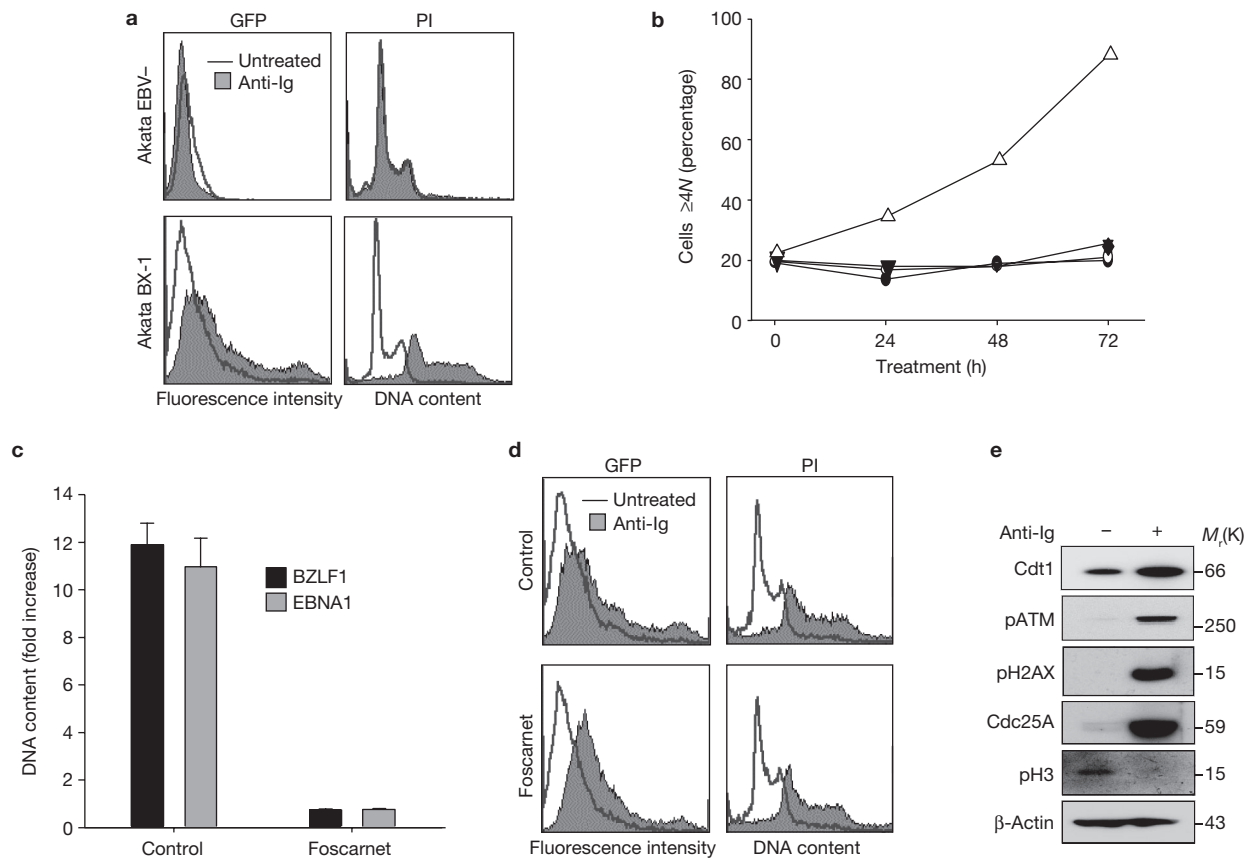 a
GFP
PI
Untreated
Anti-Ig
Akata EBV–
Akata BX-1
Fluorescence intensity
DNA content
b
100
80
60
40
20
0
Cells ≥4N (percentage)
0 24 48 72
Treatment (h)
c
14
12
10
8
6
4
2
0
DNA content (fold increase)
BZLF1
EBNA1
Control Foscarnet
d
GFP
PI
Untreated
Anti-Ig
Control
Foscarnet
Fluorescence intensity
DNA content
e
Anti-Ig – + Mr(K)
Cdt1 66
pATM 250
pH2AX 15
Cdc25A 59
pH3 15
β-Actin 43